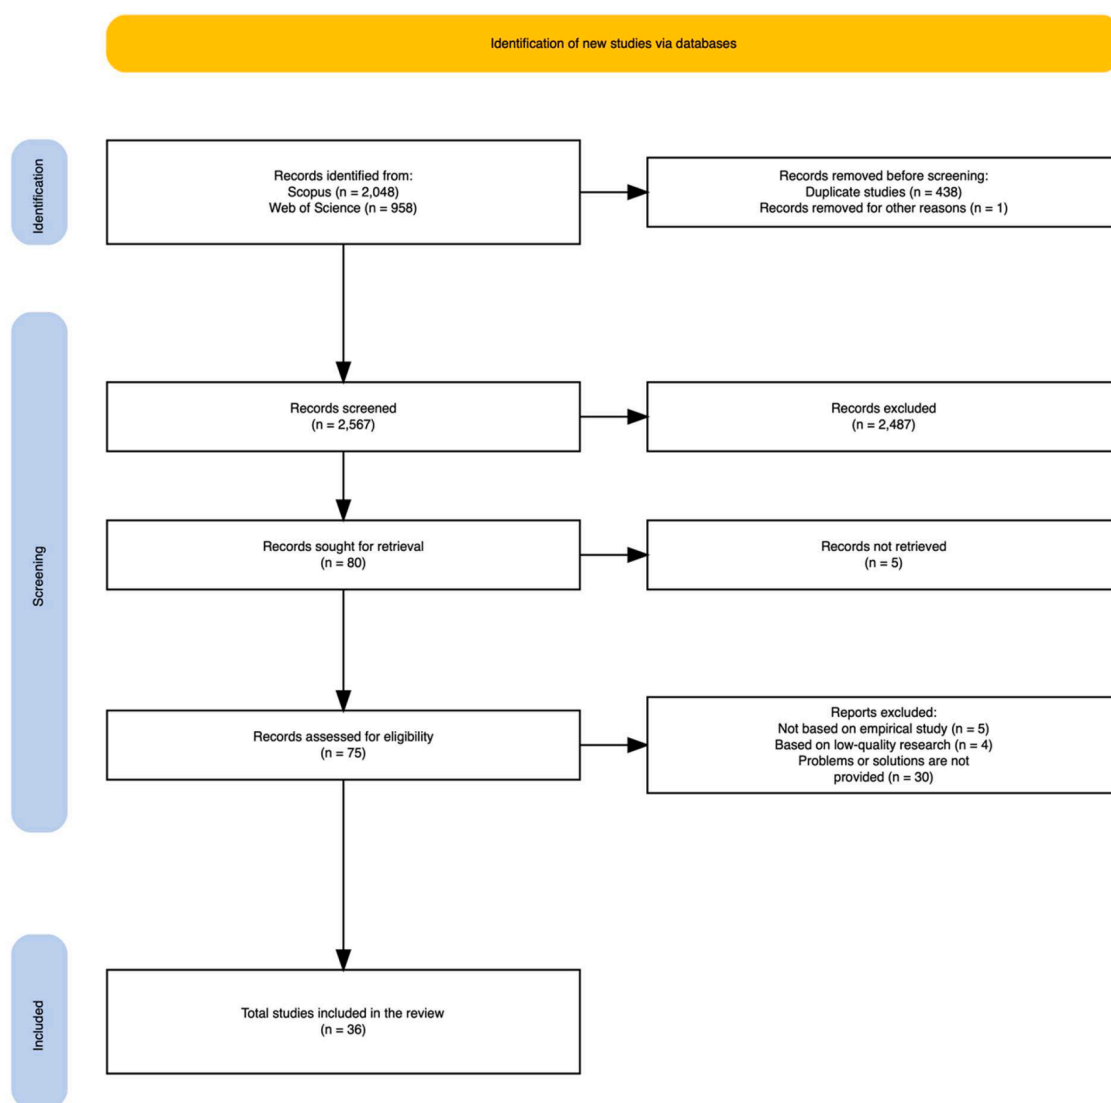 Identification of new studies via databases
Identification
Records identified from:
Scopus (n = 2,048)
Web of Science (n = 958)
Records removed before screening:
Duplicate studies (n = 438)
Records removed for other reasons (n = 1)
Screening
Records screened
(n = 2,567)
Records excluded
(n = 2,487)
Records sought for retrieval
(n = 80)
Records not retrieved
(n = 5)
Records assessed for eligibility
(n = 75)
Reports excluded:
Not based on empirical study (n = 5)
Based on low-quality research (n = 4)
Problems or solutions are not
provided (n = 30)
Included
Total studies included in the review
(n = 36)